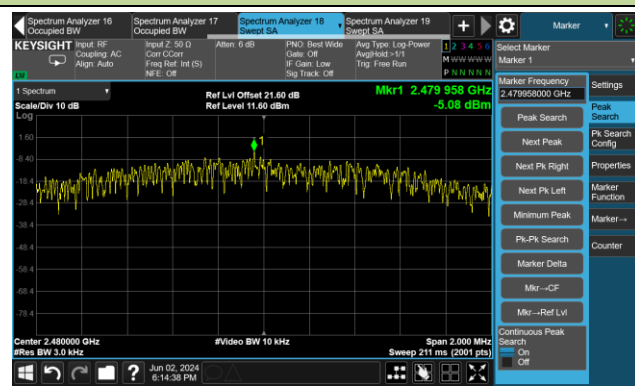 Spectrum Analyzer 16
Occupied BW
Spectrum Analyzer 17
Occupied BW
Spectrum Analyzer 18
Swept SA
Spectrum Analyzer 19
Swept SA
Marker
KEYSIGHT
Input: RF
Coupling: AC
Align: Auto
Input Z: 50 Ω
Corr CCorr
Freq Ref: Int (S)
NFE: Off
Atten: 6 dB
PNO: Best Wide
Gate: Off
IF Gain: Low
Sig Track: Off
Avg Type: Log-Power
Avg|Hold:>1/1
Trig: Free Run
1 2 3 4 5 6
M W W W W W
P N N N N N
LW
Select Marker
Marker 1
1 Spectrum
Scale/Div 10 dB
Log
Ref Lvl Offset 21.60 dB
Ref Level 11.60 dBm
Mkr1 2.479 958 GHz
-5.08 dBm
1
1.60
-8.40
-18.4
-28.4
-38.4
-48.4
-58.4
-68.4
-78.4
Center 2.480000 GHz
#Res BW 3.0 kHz
#Video BW 10 kHz
Span 2.000 MHz
Sweep 211 ms (2001 pts)
Marker Frequency
2.479958000 GHz
Peak Search
Next Peak
Next Pk Right
Next Pk Left
Minimum Peak
Pk-Pk Search
Marker Delta
Mkr→CF
Mkr→Ref Lvl
Continuous Peak
Search
On
Off
Settings
Peak
Search
Pk Search
Config
Properties
Marker
Function
Marker→
Counter
Jun 02, 2024
6:14:38 PM